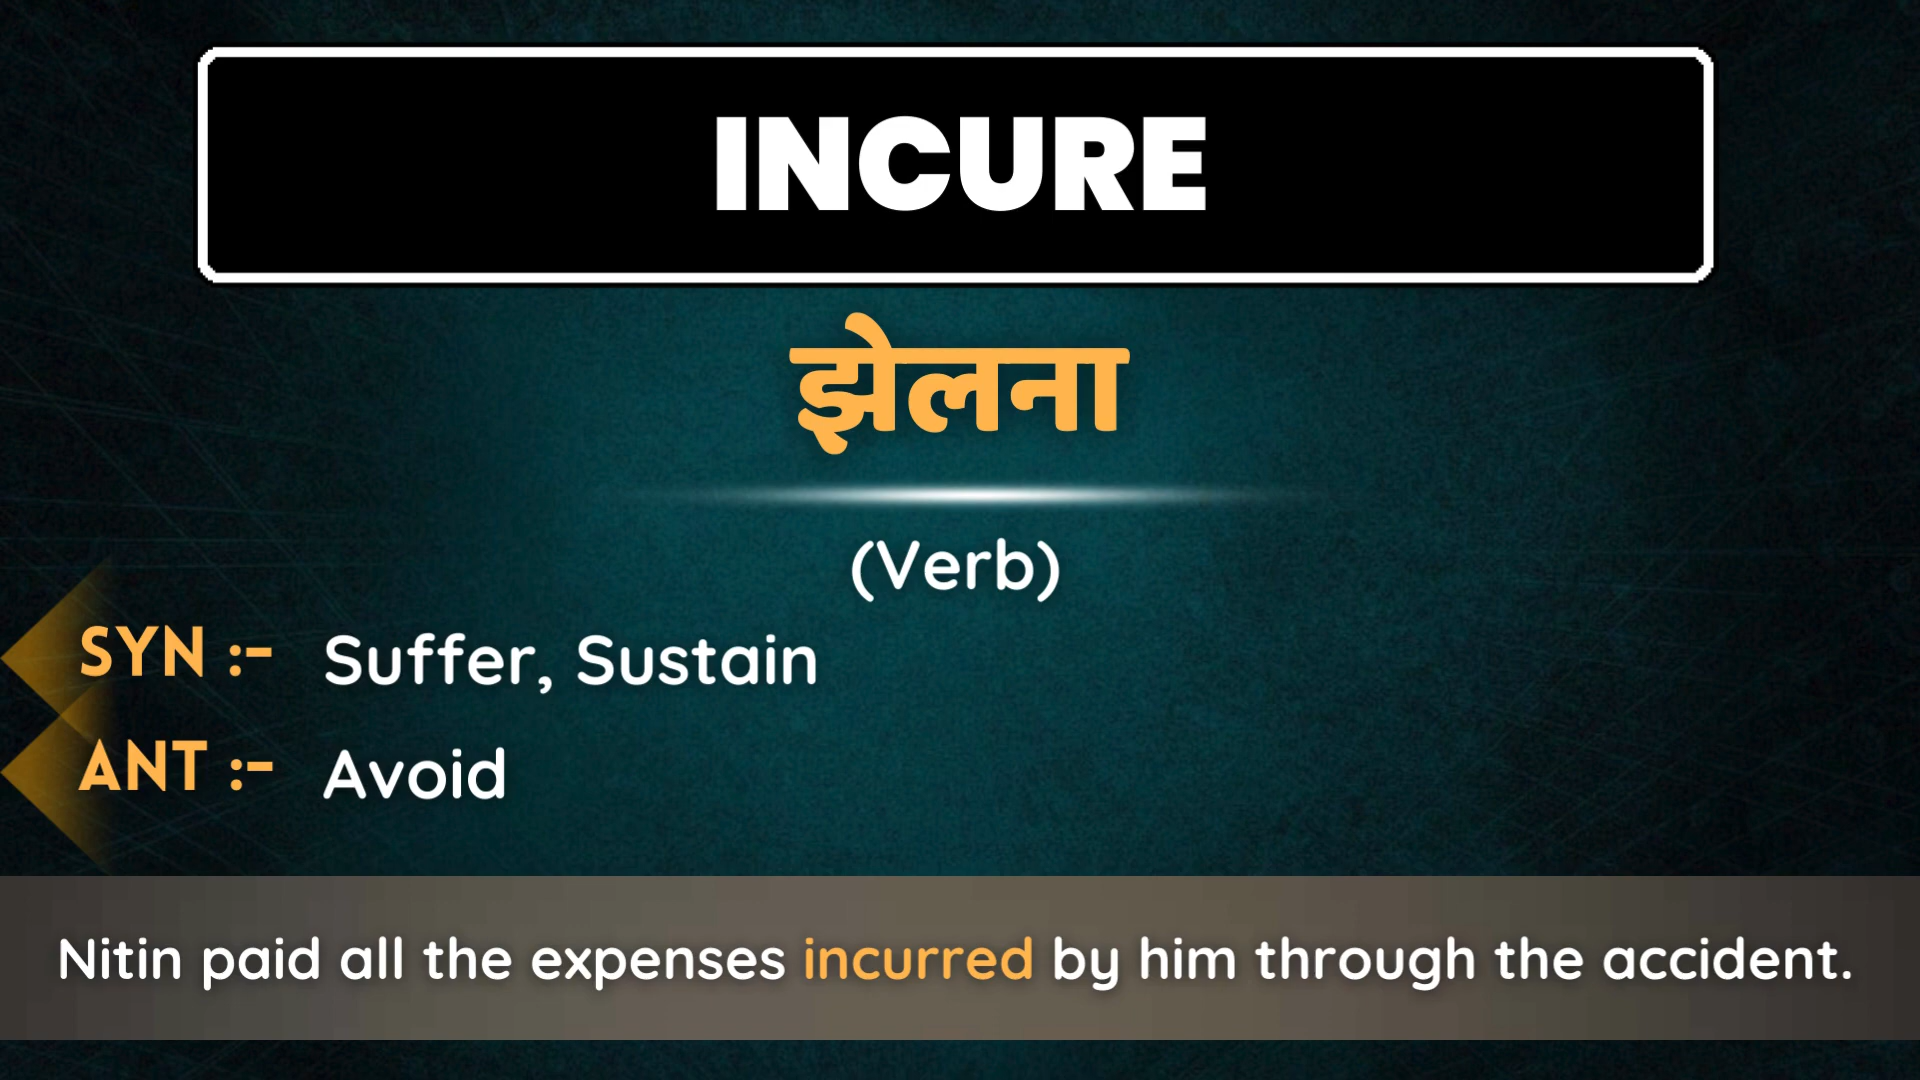 INCURE
झेलना
(Verb)
SYN :- Suffer, Sustain
ANT :- Avoid
Nitin paid all the expenses incurred by him through the accident.